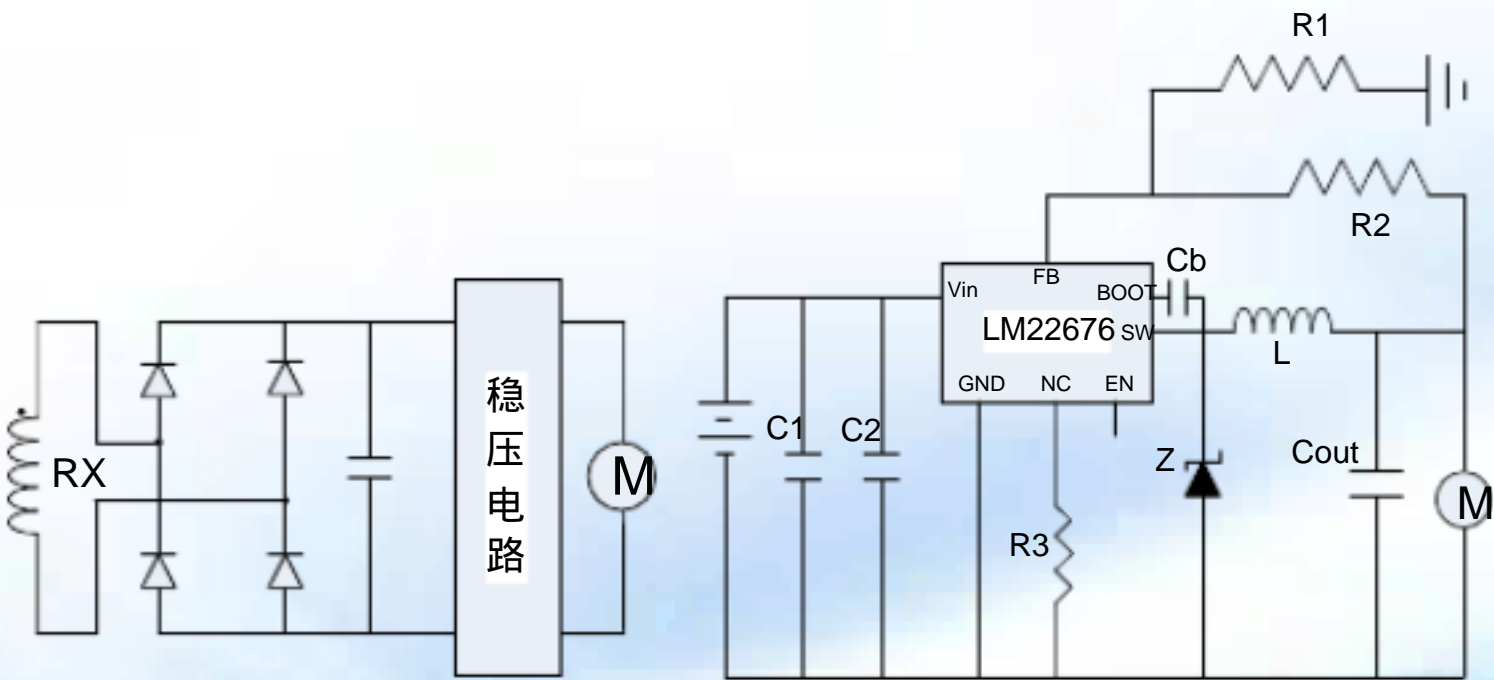 RX
稳
压
电
路
M
R1
R2
Cb
Vin
FB
BOOT
LM22676
SW
GND
NC
EN
L
C1
C2
R3
Z
Cout
M